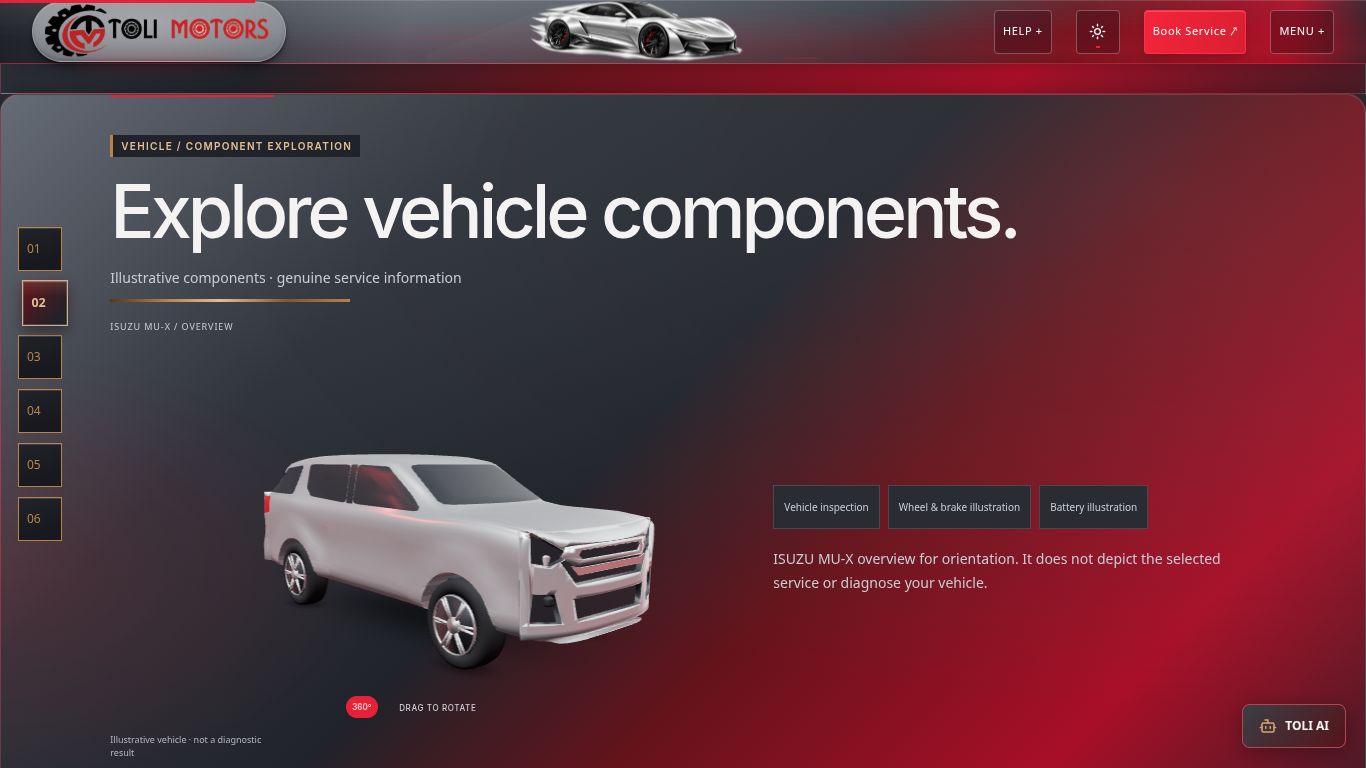 TOLI MOTORS
HELP +
Book Service ↗
MENU +
VEHICLE / COMPONENT EXPLORATION
Explore vehicle components.
Illustrative components · genuine service information
ISUZU MU-X / OVERVIEW
01
02
03
04
05
06
Vehicle inspection
Wheel & brake illustration
Battery illustration
ISUZU MU-X overview for orientation. It does not depict the selected
service or diagnose your vehicle.
360°
DRAG TO ROTATE
Illustrative vehicle · not a diagnostic
result
TOLI AI